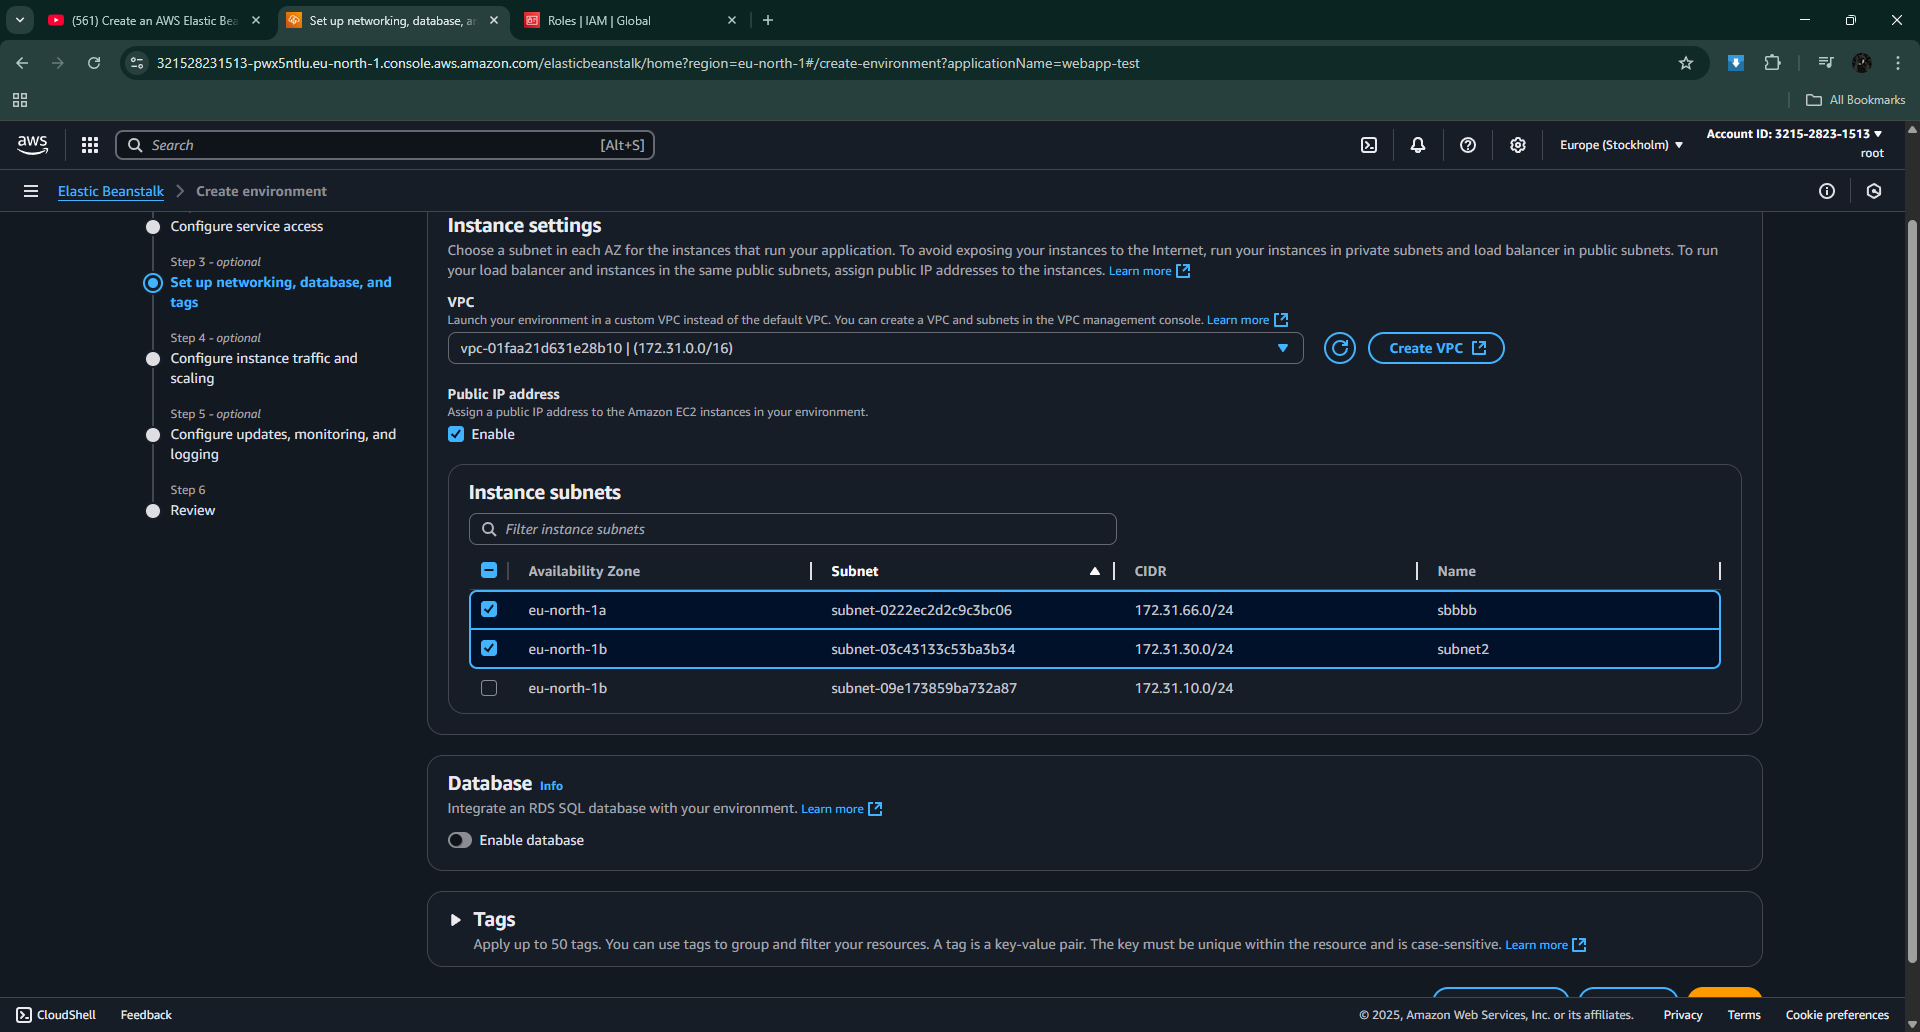 (561) Create an AWS Elastic Bea
Set up networking, database, ar
Roles | IAM | Global
321528231513-pwx5ntlu.eu-north-1.console.aws.amazon.com/elasticbeanstalk/home?region=eu-north-1#/create-environment?applicationName=webapp-test
All Bookmarks
aws
Search
[Alt+S]
Europe (Stockholm)
Account ID: 3215-2823-1513
root
Elastic Beanstalk
Create environment
Configure service access
Step 3 - optional
Set up networking, database, and
tags
Step 4 - optional
Configure instance traffic and
scaling
Step 5 - optional
Configure updates, monitoring, and
logging
Step 6
Review
Instance settings
Choose a subnet in each AZ for the instances that run your application. To avoid exposing your instances to the Internet, run your instances in private subnets and load balancer in public subnets. To run
your load balancer and instances in the same public subnets, assign public IP addresses to the instances. Learn more
VPC
Launch your environment in a custom VPC instead of the default VPC. You can create a VPC and subnets in the VPC management console. Learn more
vpc-01faa21d631e28b10 | (172.31.0.0/16)
Create VPC
Public IP address
Assign a public IP address to the Amazon EC2 instances in your environment.
Enable
Instance subnets
Filter instance subnets
Availability Zone Subnet CIDR Name
eu-north-1a subnet-0222ec2d2c9c3bc06 172.31.66.0/24 sbbbb
eu-north-1b subnet-03c43133c53ba3b34 172.31.30.0/24 subnet2
eu-north-1b subnet-09e173859ba732a87 172.31.10.0/24
Database Info
Integrate an RDS SQL database with your environment. Learn more
Enable database
Tags
Apply up to 50 tags. You can use tags to group and filter your resources. A tag is a key-value pair. The key must be unique within the resource and is case-sensitive. Learn more
CloudShell
Feedback
© 2025, Amazon Web Services, Inc. or its affiliates.
Privacy
Terms
Cookie preferences